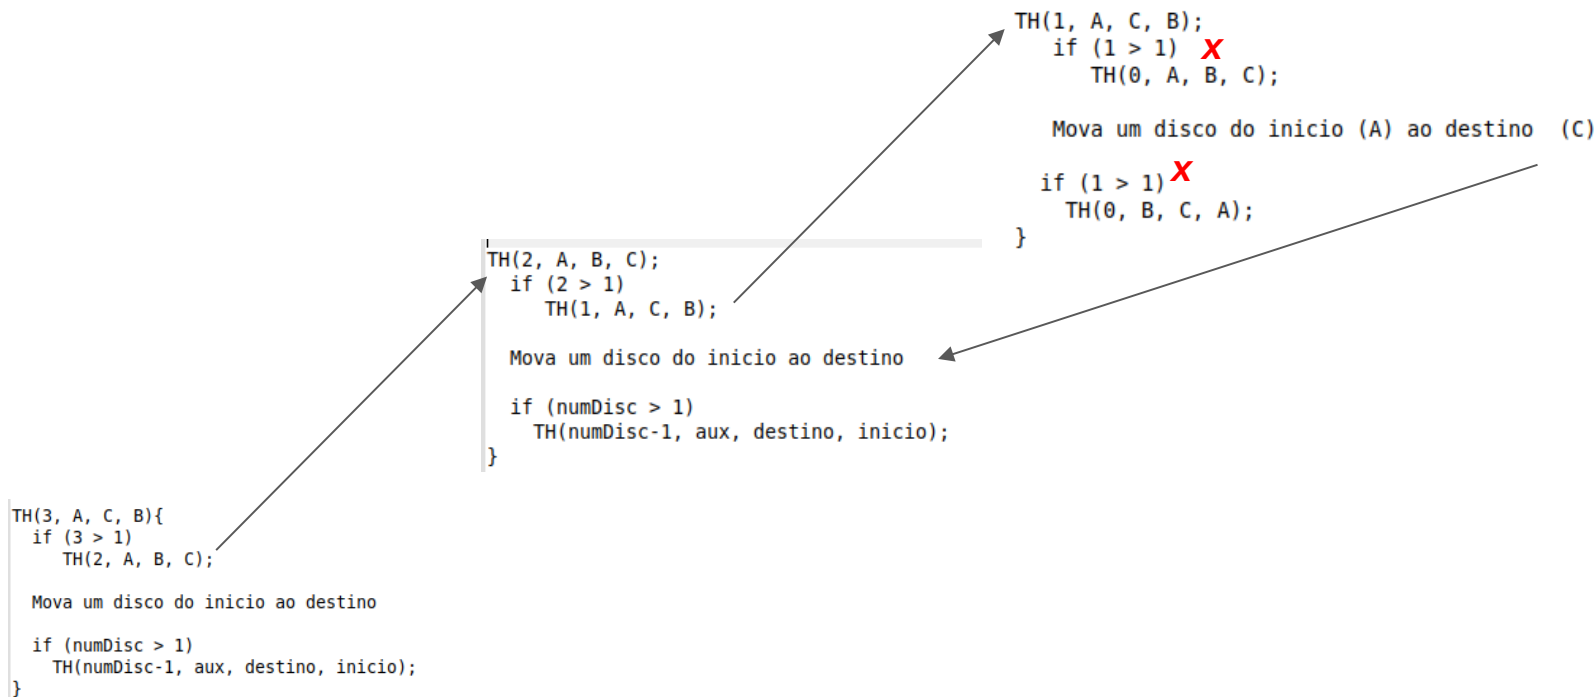 TH(1, A, C, B);
if (1 > 1) X
TH(0, A, B, C);
Mova um disco do inicio (A) ao destino (C)
if (1 > 1) X
TH(0, B, C, A);
}
TH(2, A, B, C);
if (2 > 1)
TH(1, A, C, B);
Mova um disco do inicio ao destino
if (numDisc > 1)
TH(numDisc-1, aux, destino, inicio);
}
TH(3, A, C, B){
if (3 > 1)
TH(2, A, B, C);
Mova um disco do inicio ao destino
if (numDisc > 1)
TH(numDisc-1, aux, destino, inicio);
}